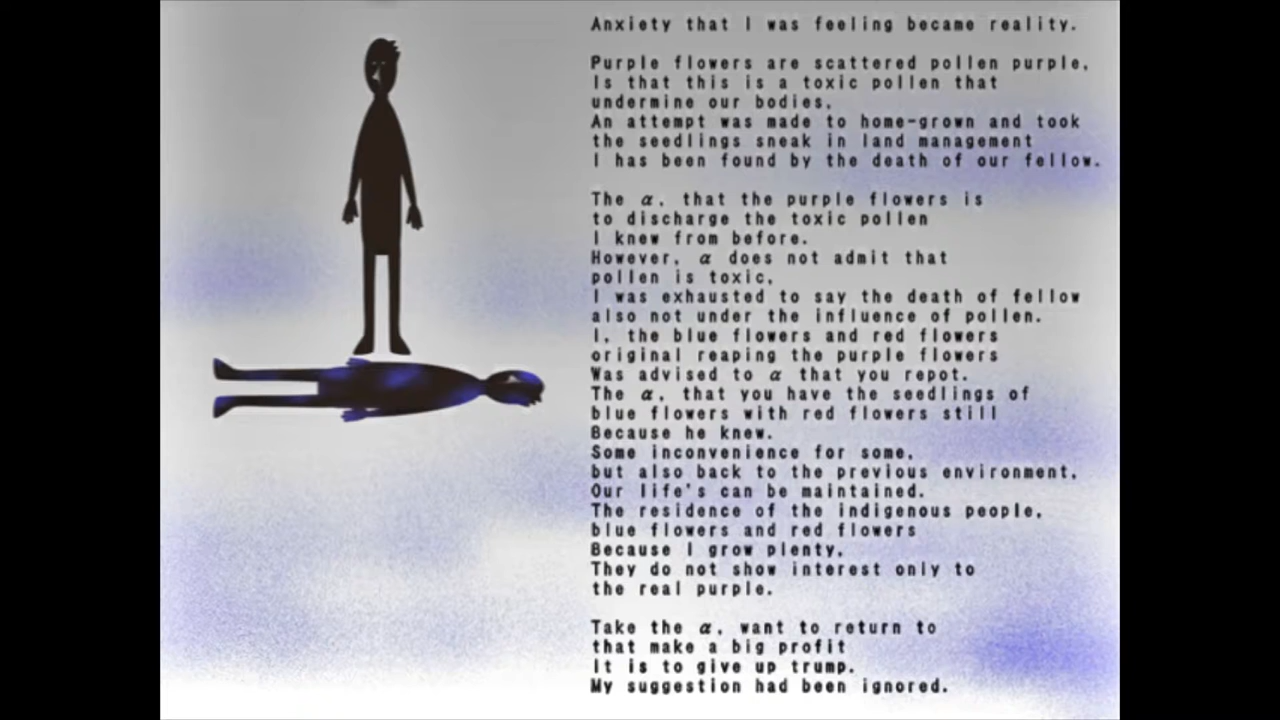 Anxiety that I was feeling became reality.
Purple flowers are scattered pollen purple,
Is that this is a toxic pollen that
undermine our bodies,
An attempt was made to home-grown and took
the seedlings sneak in land management
I has been found by the death of our fellow.
The α, that the purple flowers is
to discharge the toxic pollen
I knew from before.
However, α does not admit that
pollen is toxic,
I was exhausted to say the death of fellow
also not under the influence of pollen.
I, the blue flowers and red flowers
original reaping the purple flowers
Was advised to α that you repot.
The α, that you have the seedlings of
blue flowers with red flowers still
Because he knew.
Some inconvenience for some,
but also back to the previous environment,
Our life's can be maintained.
The residence of the indigenous people,
blue flowers and red flowers
Because I grow plenty,
They do not show interest only to
the real purple.
Take the α, want to return to
that make a big profit
It is to give up trump.
My suggestion had been ignored.